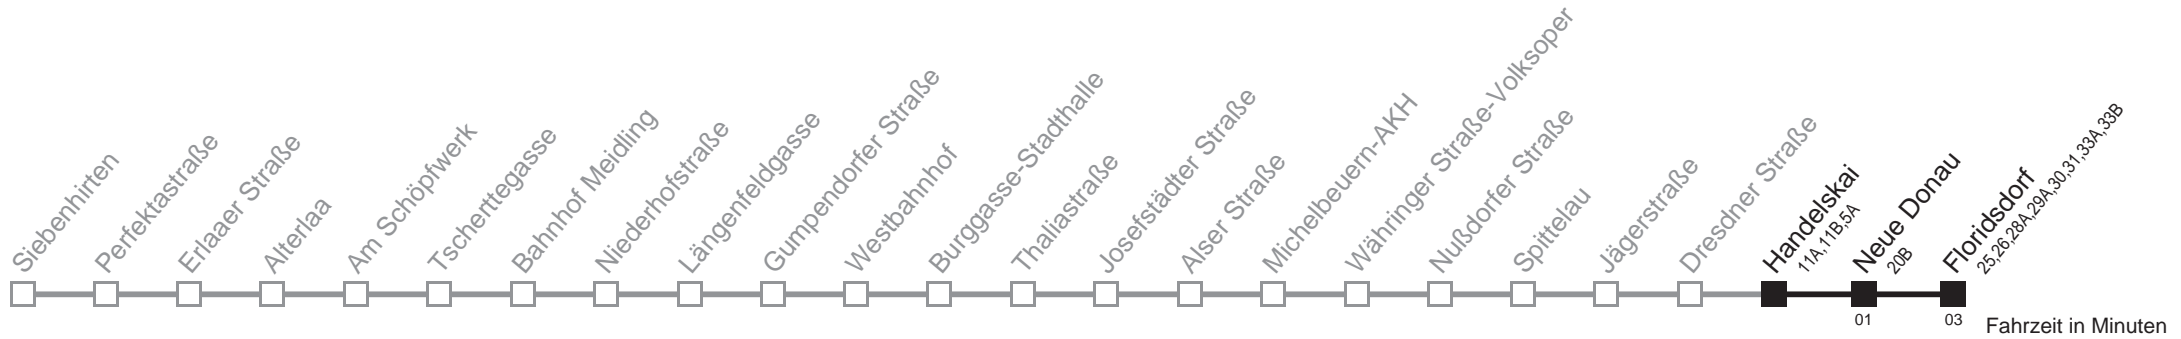 Siebenhirten
Perfektastraße
Erlaaer Straße
Alterlaa
Am Schöpfwerk
Tscherttegasse
Bahnhof Meidling
Niederhofstraße
Längenfeldgasse
Gumpendorfer Straße
Westbahnhof
Burggasse-Stadthalle
Thaliastraße
Josefstädter Straße
Alser Straße
Michelbeuern-AKH
Währinger Straße-Volksoper
Nußdorfer Straße
Spittelau
Jägerstraße
Dresdner Straße
Handelskai
11A,11B,5A
Neue Donau
20B
Floridsdorf
25,26,28A,29A,30,31,33A,33B
01
03
Fahrzeit in Minuten